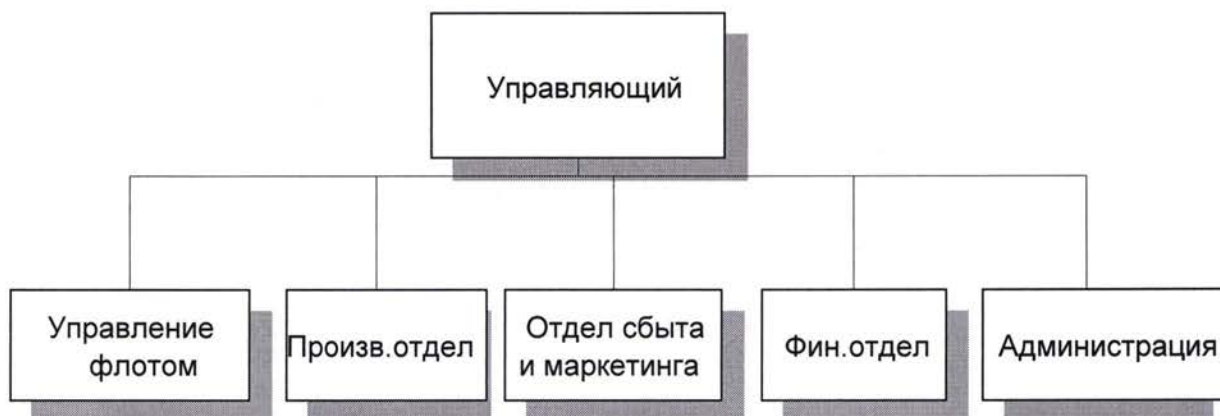 Управляющий
Управление
флотом
Произв.отдел
Отдел сбыта
и маркетинга
Фин.отдел
Администрация